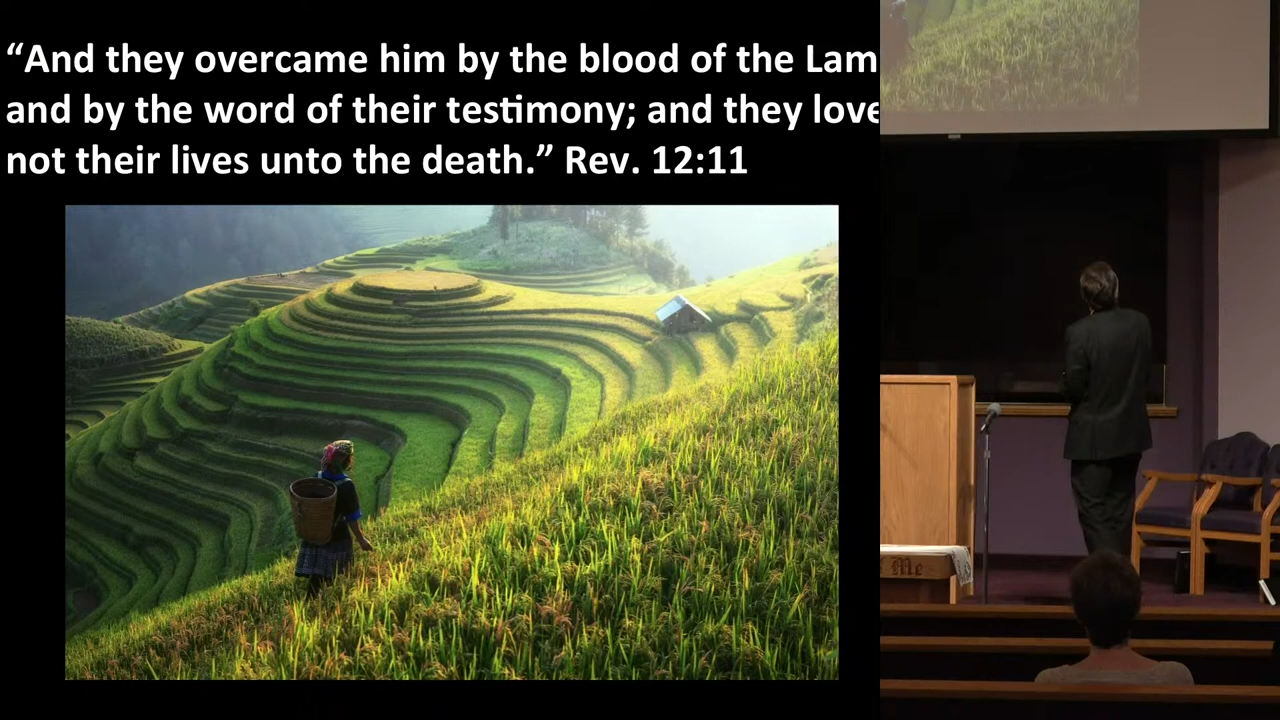 “And they overcame him by the blood of the Lam
and by the word of their testimony; and they love
not their lives unto the death.” Rev. 12:11
Me